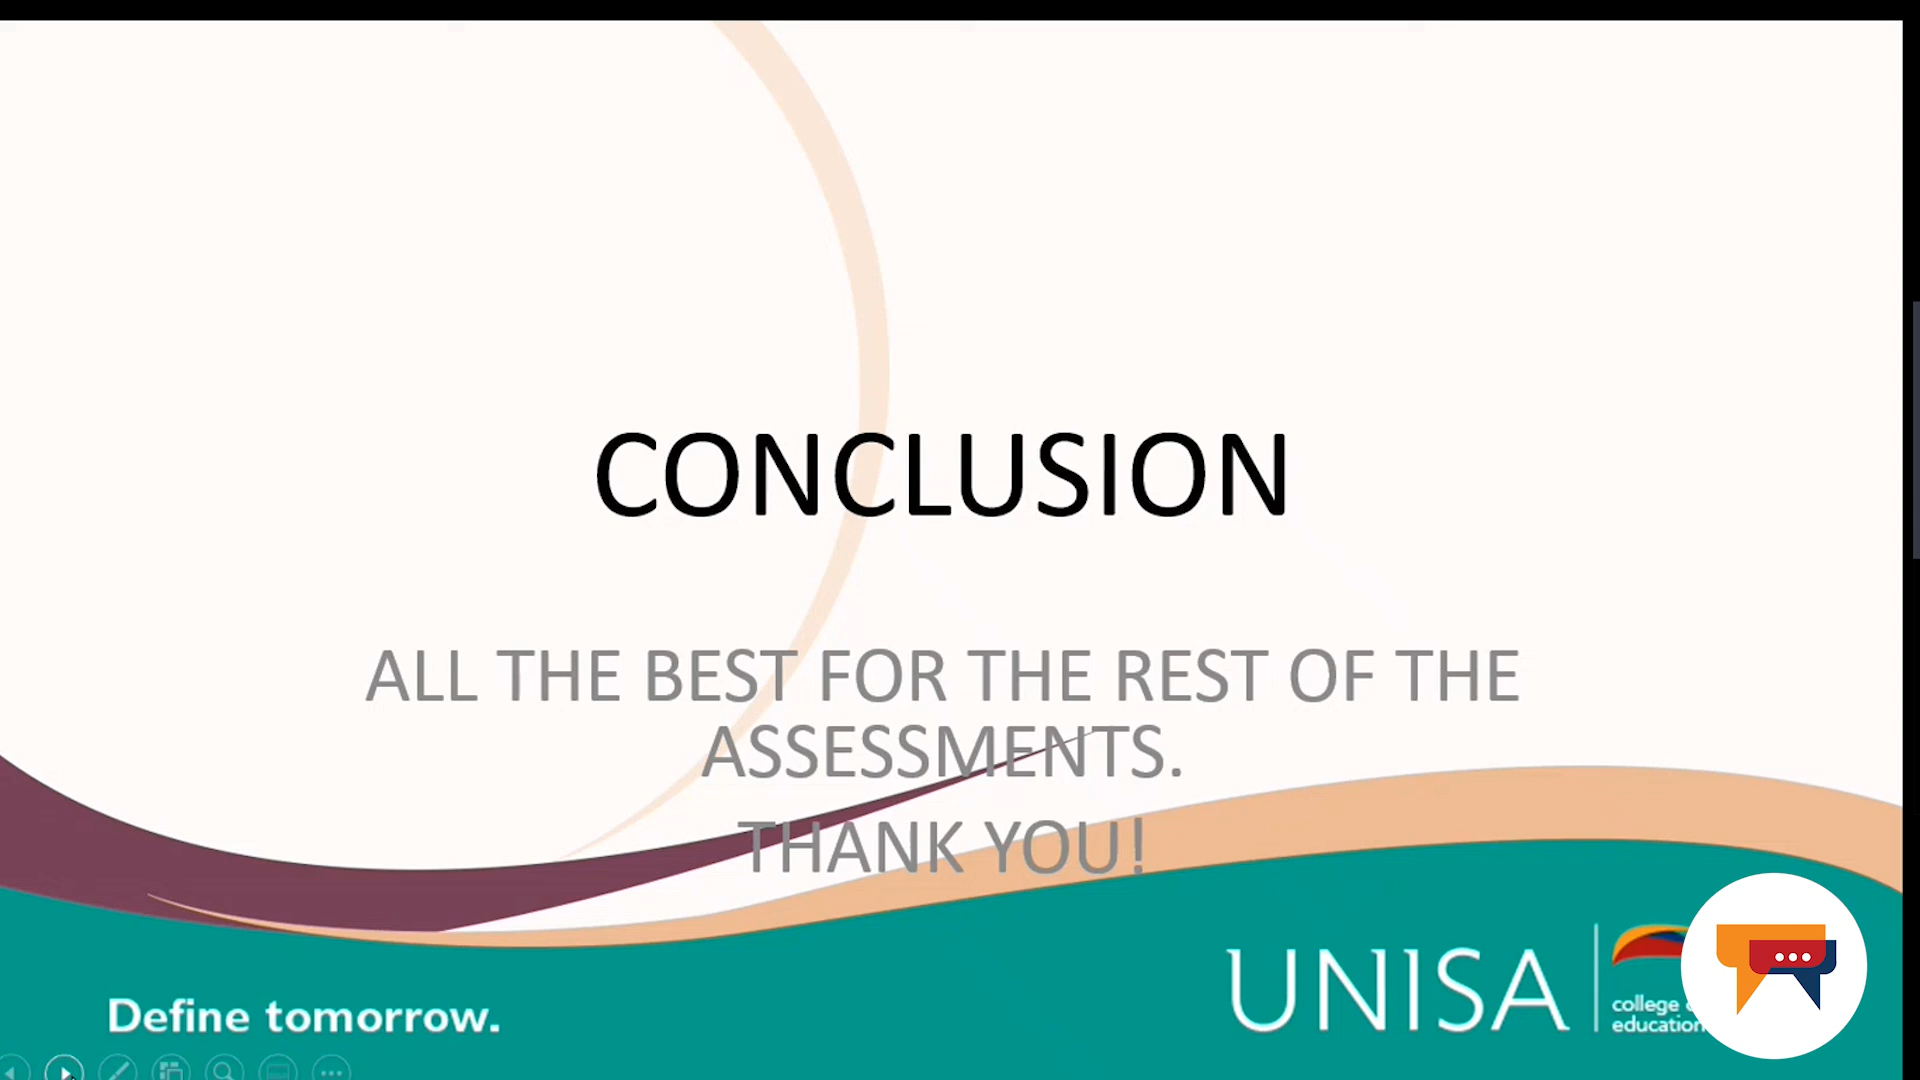 CONCLUSION
ALL THE BEST FOR THE REST OF THE
ASSESSMENTS.
THANK YOU!
Define tomorrow.
UNISA
college
education